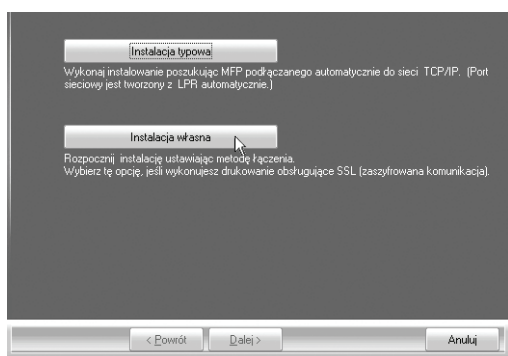 Instalacja typowa
Wykonaj instalowanie poszukując MFP podłączanego automatycznie do sieci TCP/IP. (Port
sieciowy jest tworzony z LPR automatycznie.)
Instalacja własna
Rozpocznij instalację ustawiając metodę łączenia.
Wybierz tę opcję, jeśli wykonujesz drukowanie obsługujące SSL (zaszyfrowana komunikacja).
< Powrót Dalej > Anuluj